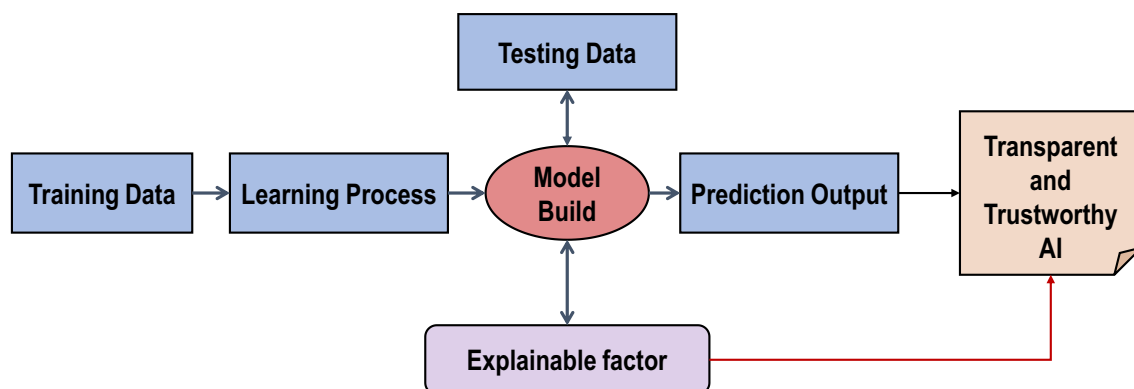 Testing Data
Training Data
Learning Process
Model
Build
Prediction Output
Transparent
and
Trustworthy
AI
Explainable factor